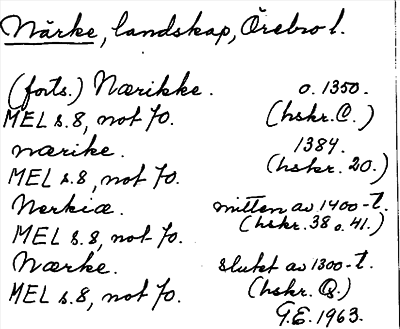 Närke, landskap, Örebro l.
(forts.) Nærikke. o. 1350.
MEL s.8, not 70. (hskr. C.)
nærike. 1384.
MEL s.8, not 70. (hskr. 20.)
Nerkiæ. mitten av 1400-t.
MEL s.8, not 70. (hskr. 38 o. 41.)
Nærke. slutet av 1300-t.
MEL s.8, not 70. (hskr. Q.)
G.E. 1963.